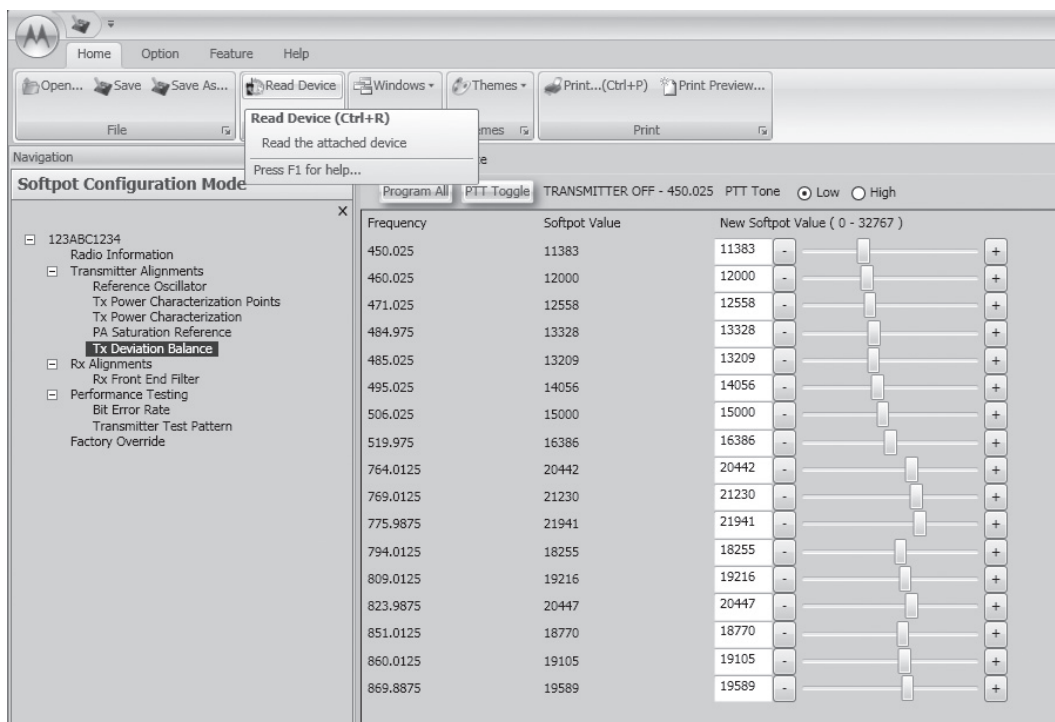 Home Option Feature Help
Open... Save Save As... Read Device Windows Themes Print...(Ctrl+P) Print Preview...
File Print
Read Device (Ctrl+R)
Read the attached device
Press F1 for help...
Navigation
Softpot Configuration Mode
X
123ABC1234
Radio Information
Transmitter Alignments
Reference Oscillator
Tx Power Characterization Points
Tx Power Characterization
PA Saturation Reference
Tx Deviation Balance
Rx Alignments
Rx Front End Filter
Performance Testing
Bit Error Rate
Transmitter Test Pattern
Factory Override
Program All PTT Toggle TRANSMITTER OFF - 450.025 PTT Tone Low High
Frequency Softpot Value New Softpot Value ( 0 - 32767 )
450.025 11383 11383 - +
460.025 12000 12000 - +
471.025 12558 12558 - +
484.975 13328 13328 - +
485.025 13209 13209 - +
495.025 14056 14056 - +
506.025 15000 15000 - +
519.975 16386 16386 - +
764.0125 20442 20442 - +
769.0125 21230 21230 - +
775.9875 21941 21941 - +
794.0125 18255 18255 - +
809.0125 19216 19216 - +
823.9875 20447 20447 - +
851.0125 18770 18770 - +
860.0125 19105 19105 - +
869.8875 19589 19589 - +